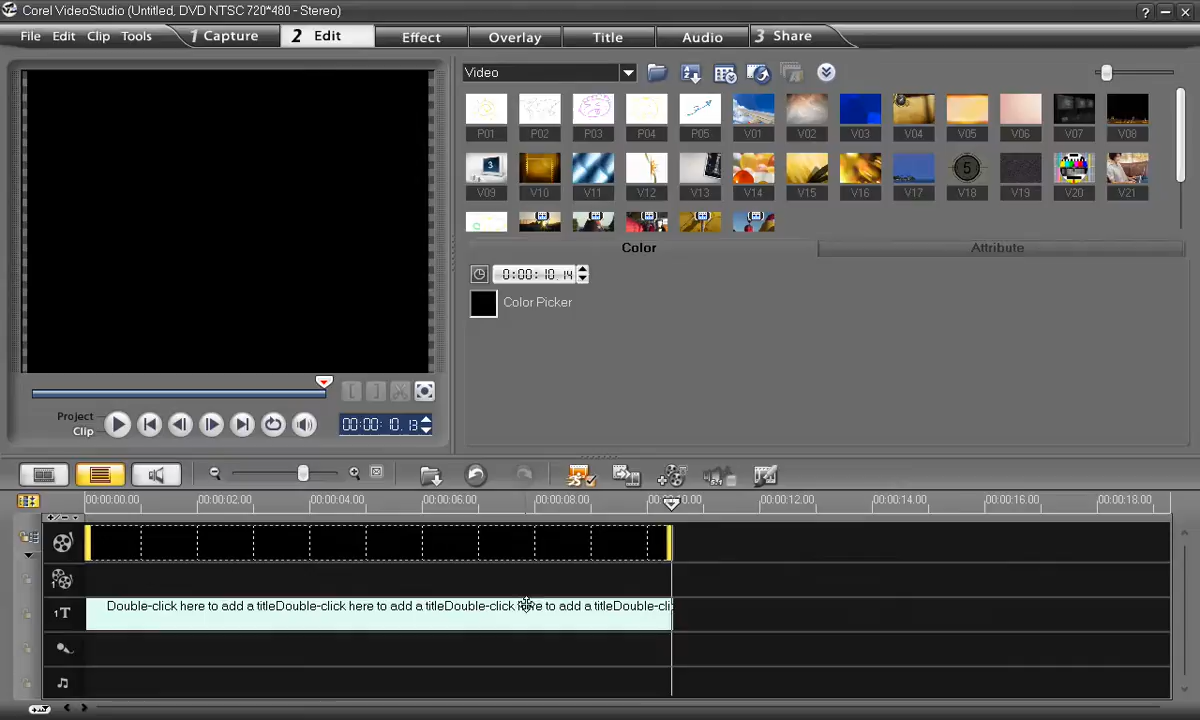 Corel VideoStudio (Untitled, DVD NTSC 720*480 - Stereo)
File Edit Clip Tools 1 Capture 2 Edit Effect Overlay Title Audio 3 Share
Video
P01 P02 P03 P04 P05 V01 V02 V03 V04 V05 V06 V07 V08
V09 V10 V11 V12 V13 V14 V15 V16 V17 V18 V19 V20 V21
Color Attribute
0:00:10.14
Color Picker
Project
Clip
00:00:10.13
00:00:00.00 00:00:02.00 00:00:04.00 00:00:06.00 00:00:08.00 00:00:10.00 00:00:12.00 00:00:14.00 00:00:16.00 00:00:18.00
Double-click here to add a titleDouble-click here to add a titleDouble-click here to add a titleDouble-cli